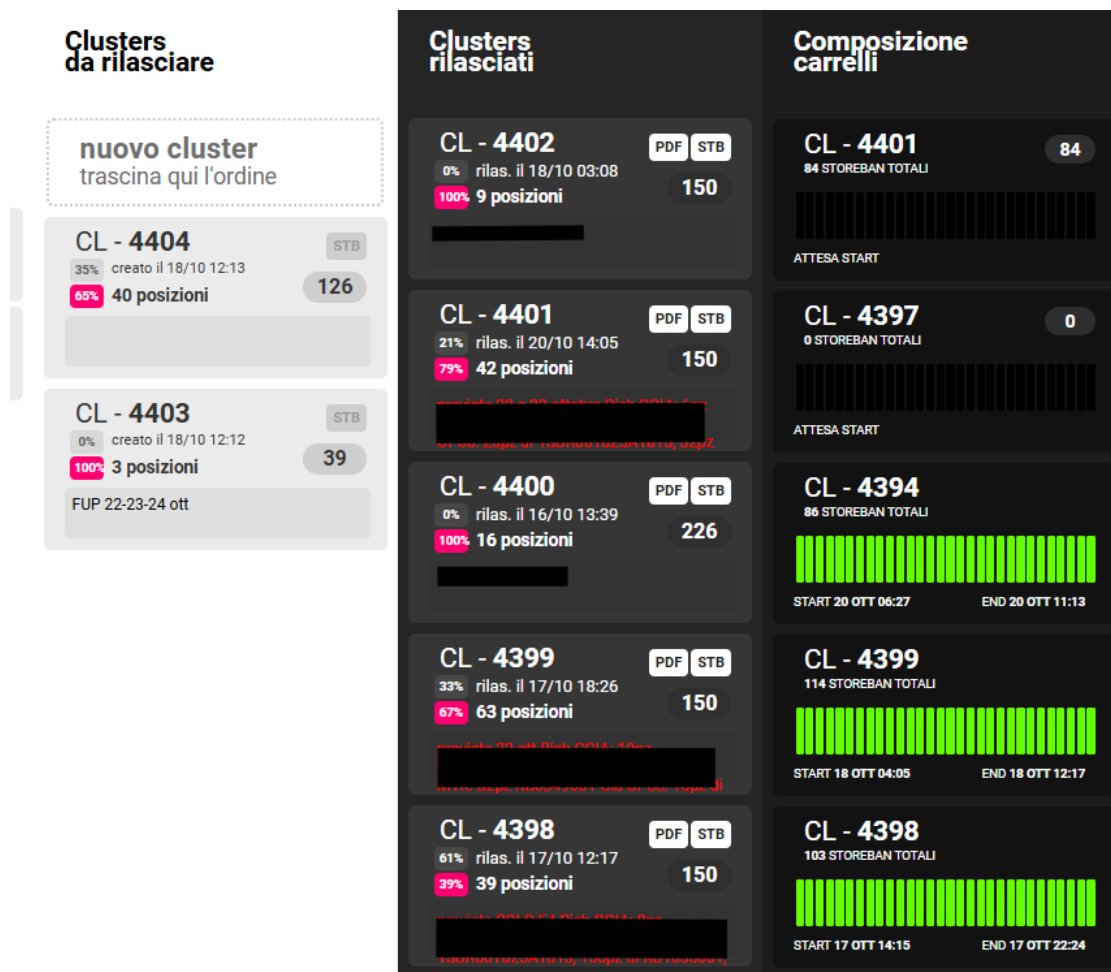 Clusters
da rilasciare
nuovo cluster
trascina qui l'ordine
CL - 4404
STB
35% creato il 18/10 12:13
65% 40 posizioni
126
CL - 4403
STB
0% creato il 18/10 12:12
100% 3 posizioni
39
FUP 22-23-24 ott
Clusters
rilasciati
CL - 4402
PDF STB
0% rilas. il 18/10 03:08
100% 9 posizioni
150
CL - 4401
PDF STB
21% rilas. il 20/10 14:05
79% 42 posizioni
150
CL - 4400
PDF STB
0% rilas. il 16/10 13:39
100% 16 posizioni
226
CL - 4399
PDF STB
33% rilas. il 17/10 18:26
67% 63 posizioni
150
CL - 4398
PDF STB
61% rilas. il 17/10 12:17
39% 39 posizioni
150
Composizione
carrelli
CL - 4401
84
84 STOREBAN TOTALI
ATTESA START
CL - 4397
0
0 STOREBAN TOTALI
ATTESA START
CL - 4394
86 STOREBAN TOTALI
START 20 OTT 06:27 END 20 OTT 11:13
CL - 4399
114 STOREBAN TOTALI
START 18 OTT 04:05 END 18 OTT 12:17
CL - 4398
103 STOREBAN TOTALI
START 17 OTT 14:15 END 17 OTT 22:24